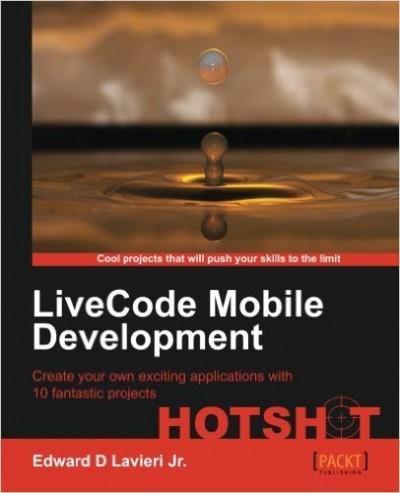 Cool projects that will push your skills to the limit
LiveCode Mobile
Development
Create your own exciting applications with
10 fantastic projects
HOTSHOT
Edward D Lavieri Jr.
[PACKT]
PUBLISHING